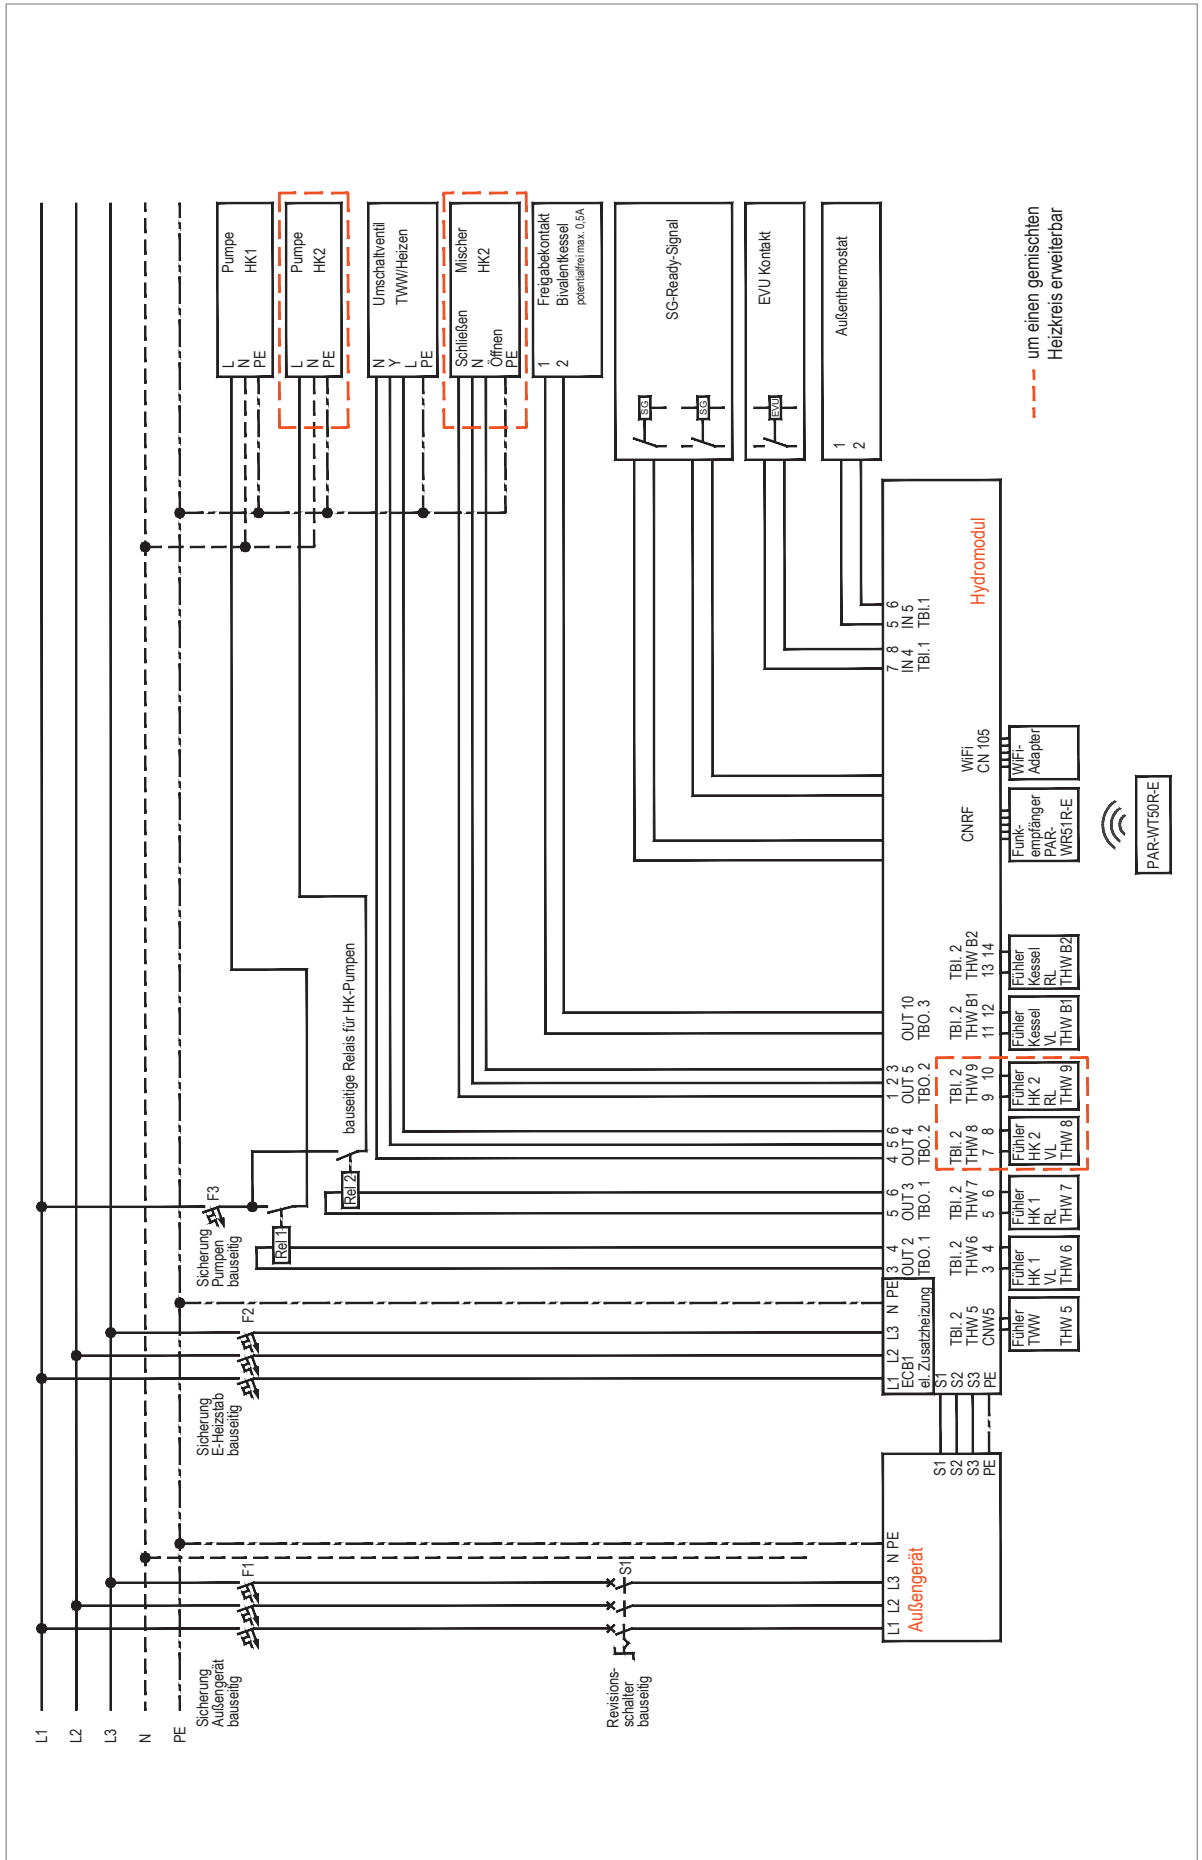 L1
L2
L3
N
PE
Sicherung
Außengerät
bauseitig
F1
Sicherung
E-Heizstab
bauseitig
F2
Sicherung
Pumpen
bauseitig
F3
Rel 1
Rel 2
bauseitige Relais für HK-Pumpen
Revisions-
schalter
bauseitig
S1
Pumpe
HK1
L
N
PE
Pumpe
HK2
L
N
PE
Umschaltventil
TWW/Heizen
N
Y
L
PE
Mischer
HK2
Schließen
N
Öffnen
PE
Freigabekontakt
Bivalentkessel
potentialfrei max. 0,5A
1
2
SG-Ready-Signal
SG
SG
EVU Kontakt
EVU
Außenthermostat
1
2
um einen gemischten
Heizkreis erweiterbar
L1 L2 L3 N PE
Außengerät
S1
S2
S3
PE
L1 L2 L3 N PE
ECB1
el. Zusatzheizung
S1
S2
S3
PE
3 4
OUT 2
TBO. 1
5 6
OUT 3
TBO. 1
4 5 6
OUT 4
TBO. 2
1 2 3
OUT 5
TBO. 2
OUT 10
TBO. 3
7 8
IN 4
TBI.1
5 6
IN 5
TBI.1
Hydromodul
TBI. 2
THW 5
CNW5
TBI. 2
THW 6
3 4
TBI. 2
THW 7
5 6
TBI. 2
THW 8
7 8
TBI. 2
THW 9
9 10
TBI. 2
THW B1
11 12
TBI. 2
THW B2
13 14
CNRF
WiFi
CN 105
Fühler
TWW
THW 5
Fühler
HK 1
VL
THW 6
Fühler
HK 1
RL
THW 7
Fühler
HK 2
VL
THW 8
Fühler
HK 2
RL
THW 9
Fühler
Kessel
VL
THW B1
Fühler
Kessel
RL
THW B2
Funk-
empfänger
PAR-
WR51R-E
WiFi-
Adapter
PAR-WT50R-E